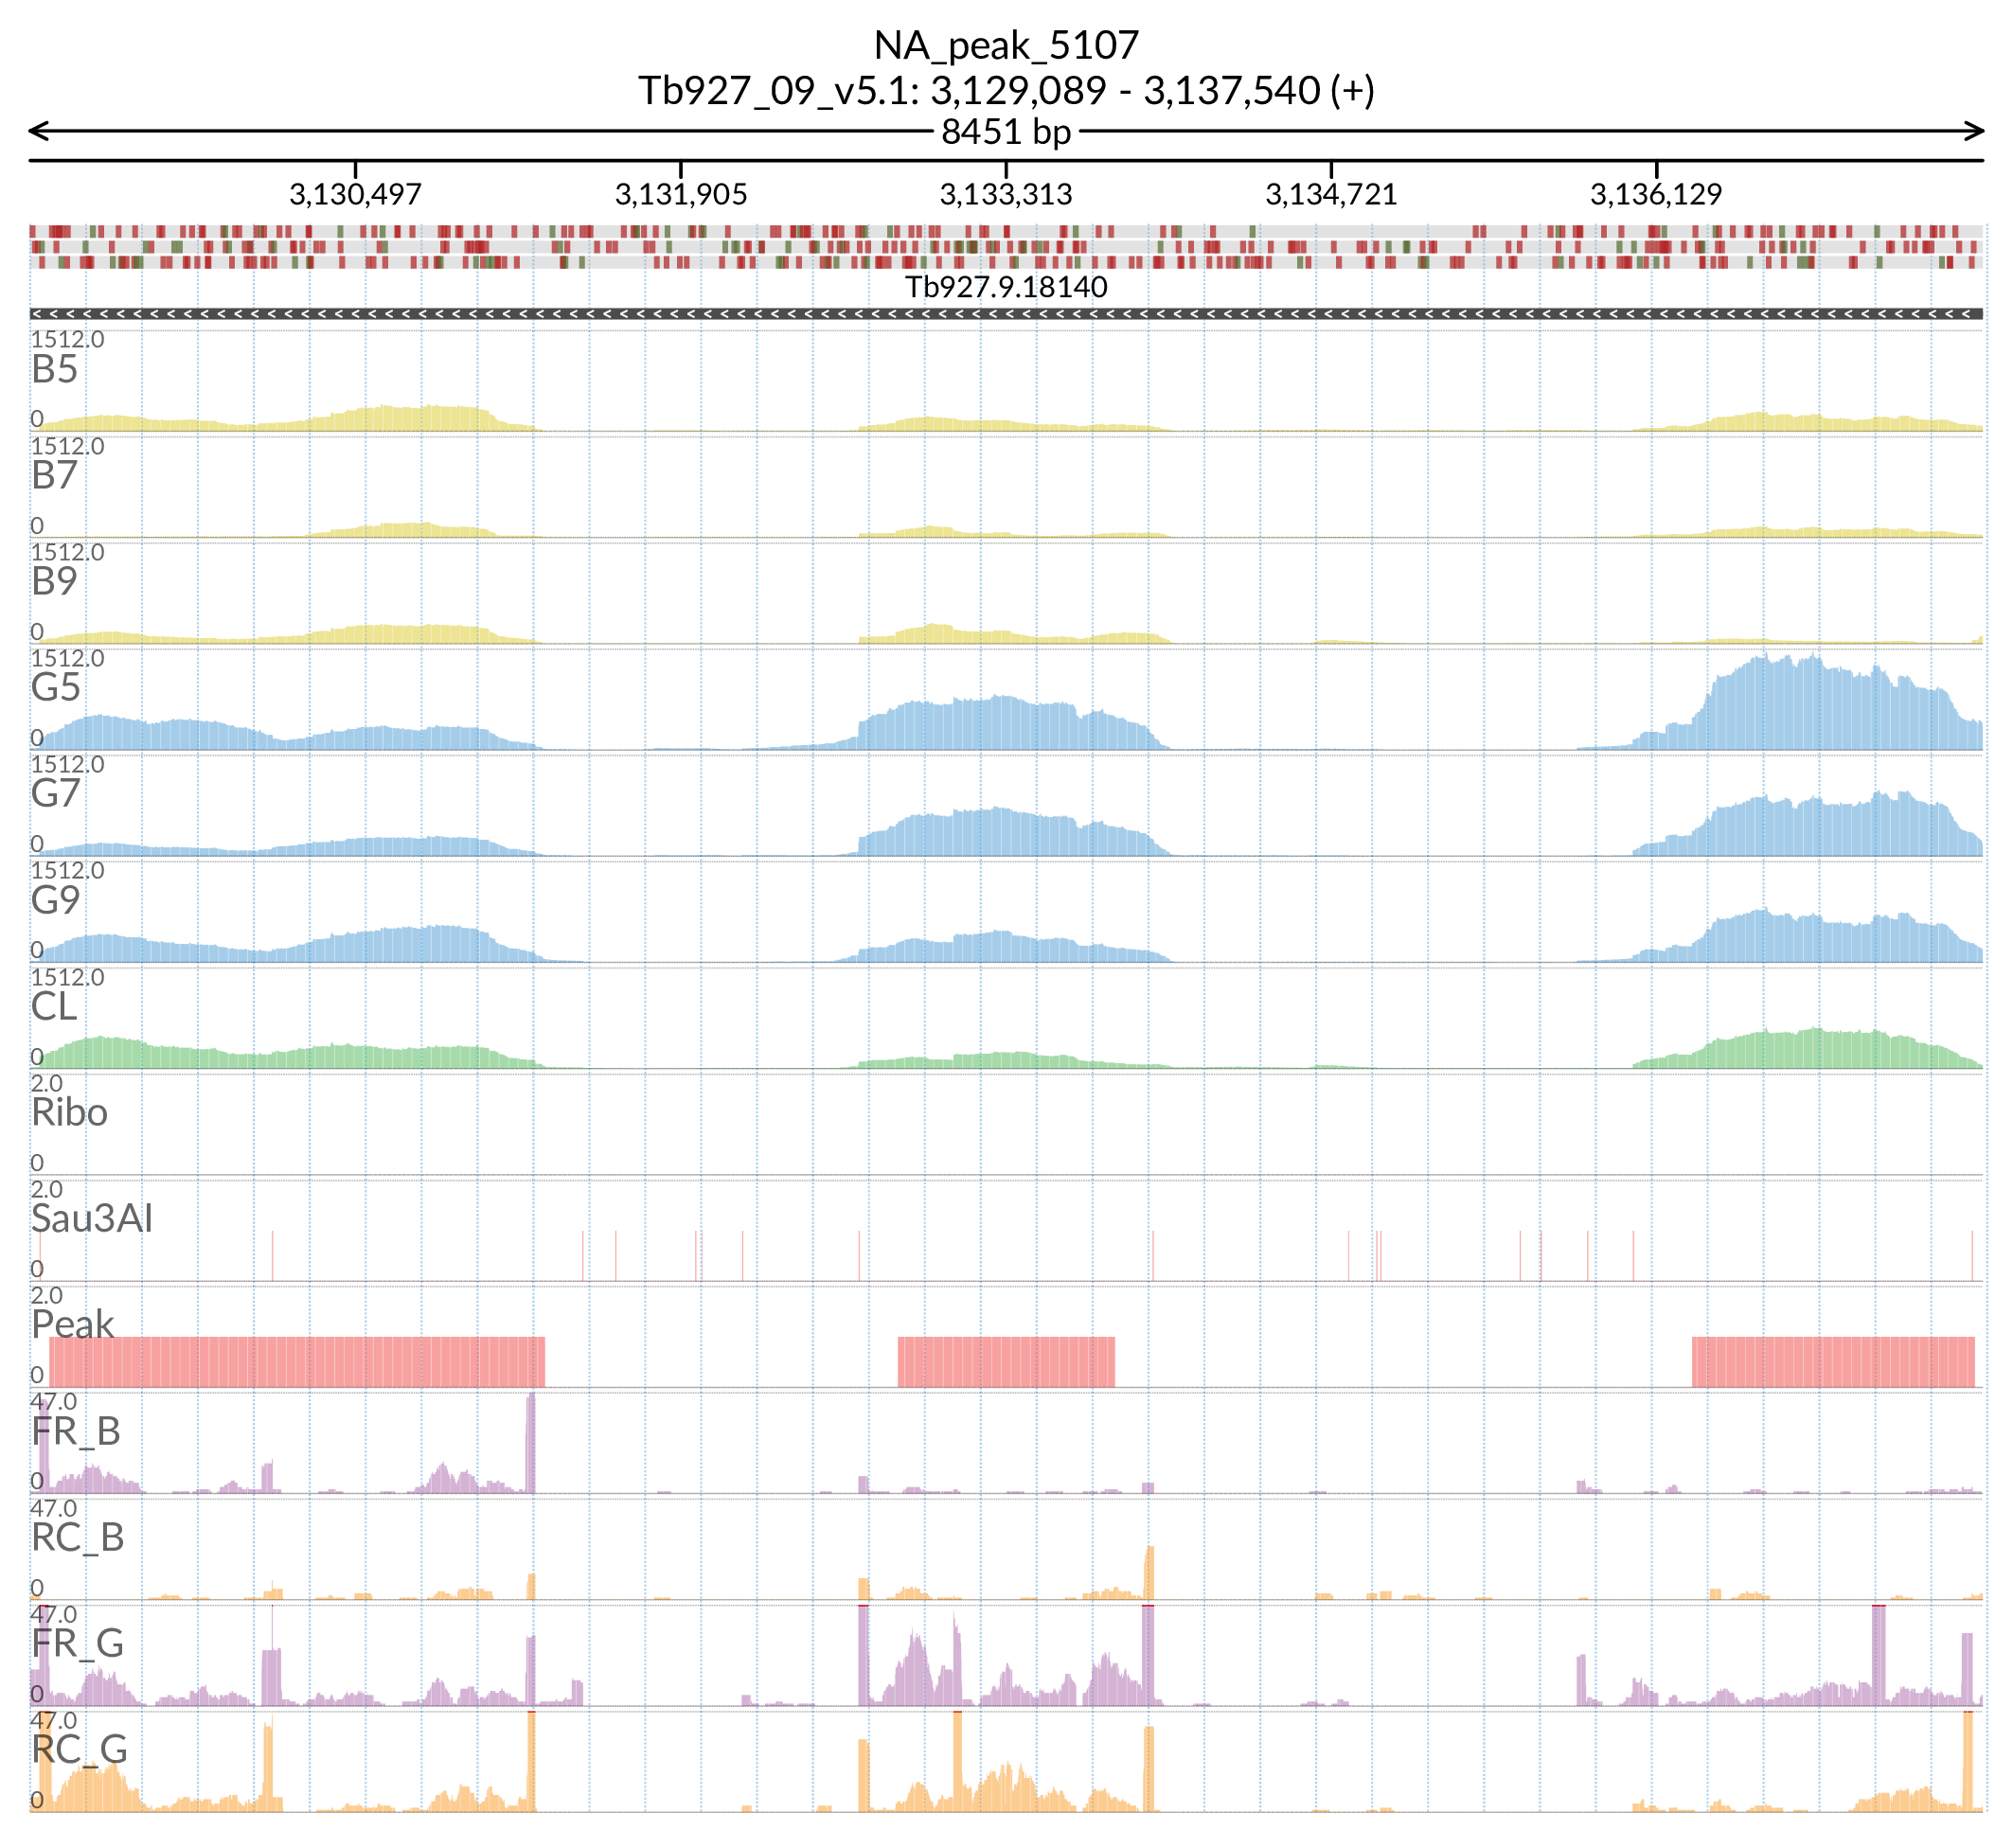 NA_peak_5107
Tb927_09_v5.1: 3,129,089 - 3,137,540 (+)
8451 bp
3,130,497 3,131,905 3,133,313 3,134,721 3,136,129
Tb927.9.18140
1512.0
B5
0
1512.0
B7
0
1512.0
B9
0
1512.0
G5
0
1512.0
G7
0
1512.0
G9
0
1512.0
CL
0
2.0
Ribo
0
2.0
Sau3AI
0
2.0
Peak
0
47.0
FR_B
0
47.0
RC_B
0
47.0
FR_G
0
47.0
RC_G
0